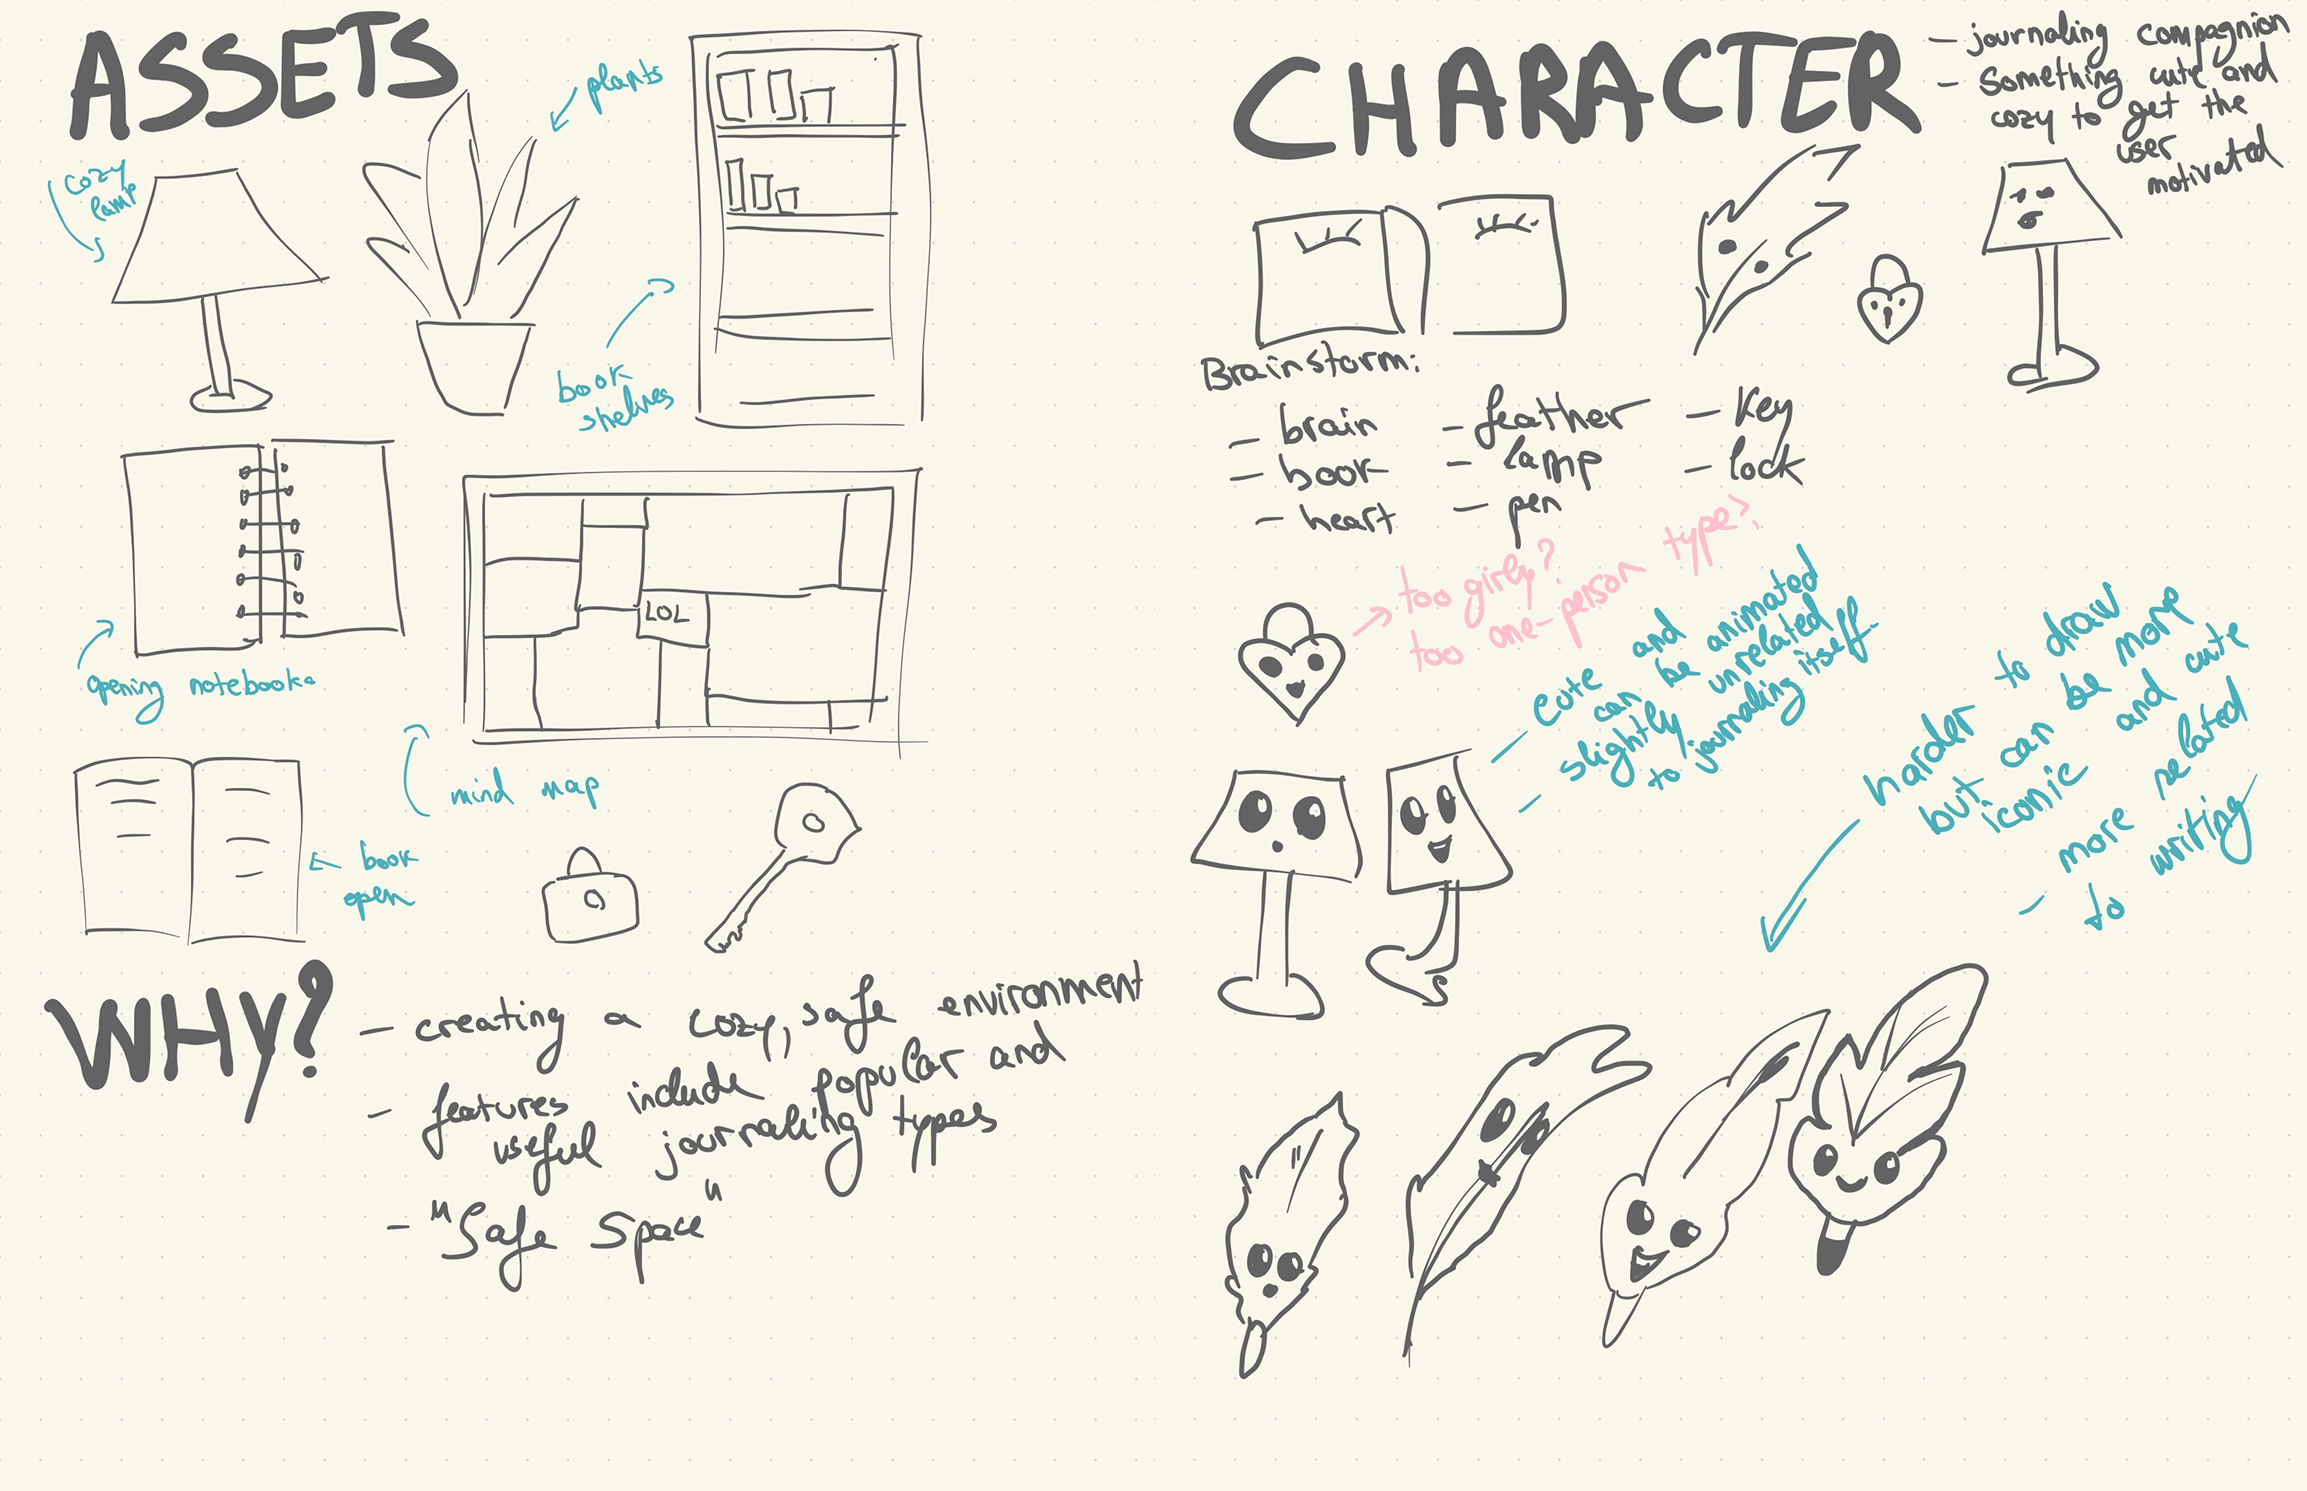 ASSETS
cozy
lamp
plants
book
shelves
opening notebook
LOL
mind map
book
open
WHY?
- creating a cozy, safe environment
- features include popular and
useful journaling types
- "Safe Space"
CHARACTER
- journaling compagnion
- something cute and
cozy to get the
user
motivated
Brainstorm:
- brain
- book
- heart
- feather
- lamp
- pen
- key
- lock
too girly?
too one-person type?
- cute and
can be animated
- slightly unrelated
to journaling itself
harder to draw
but can be more
iconic and cute
- more related
to writing